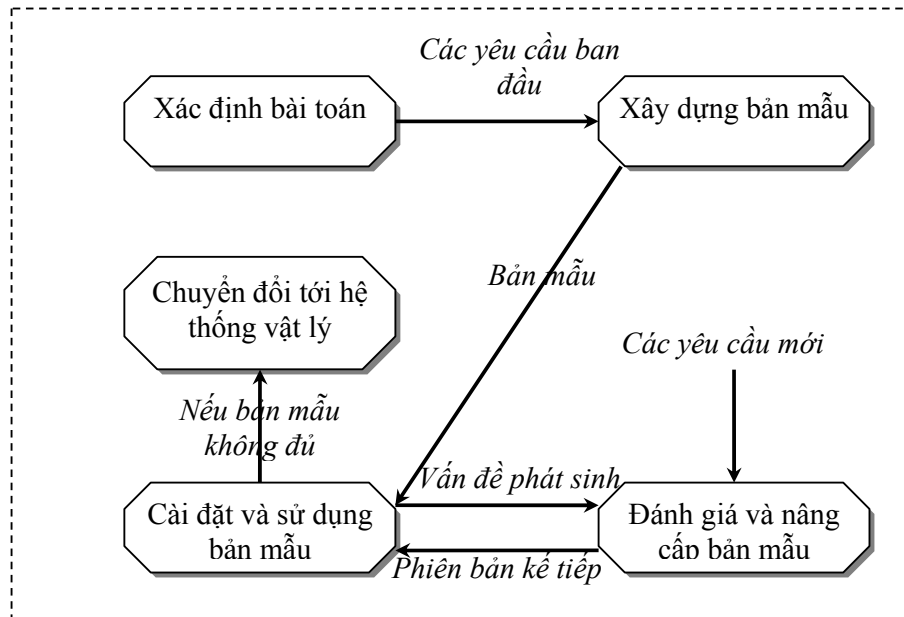 Các yêu cầu ban
đầu
Xác định bài toán
Xây dựng bản mẫu
Bản mẫu
Chuyển đổi tới hệ
thống vật lý
Các yêu cầu mới
Nếu bản mẫu
không đủ
Vấn đề phát sinh
Cài đặt và sử dụng
bản mẫu
Đánh giá và nâng
cấp bản mẫu
Phiên bản kế tiếp